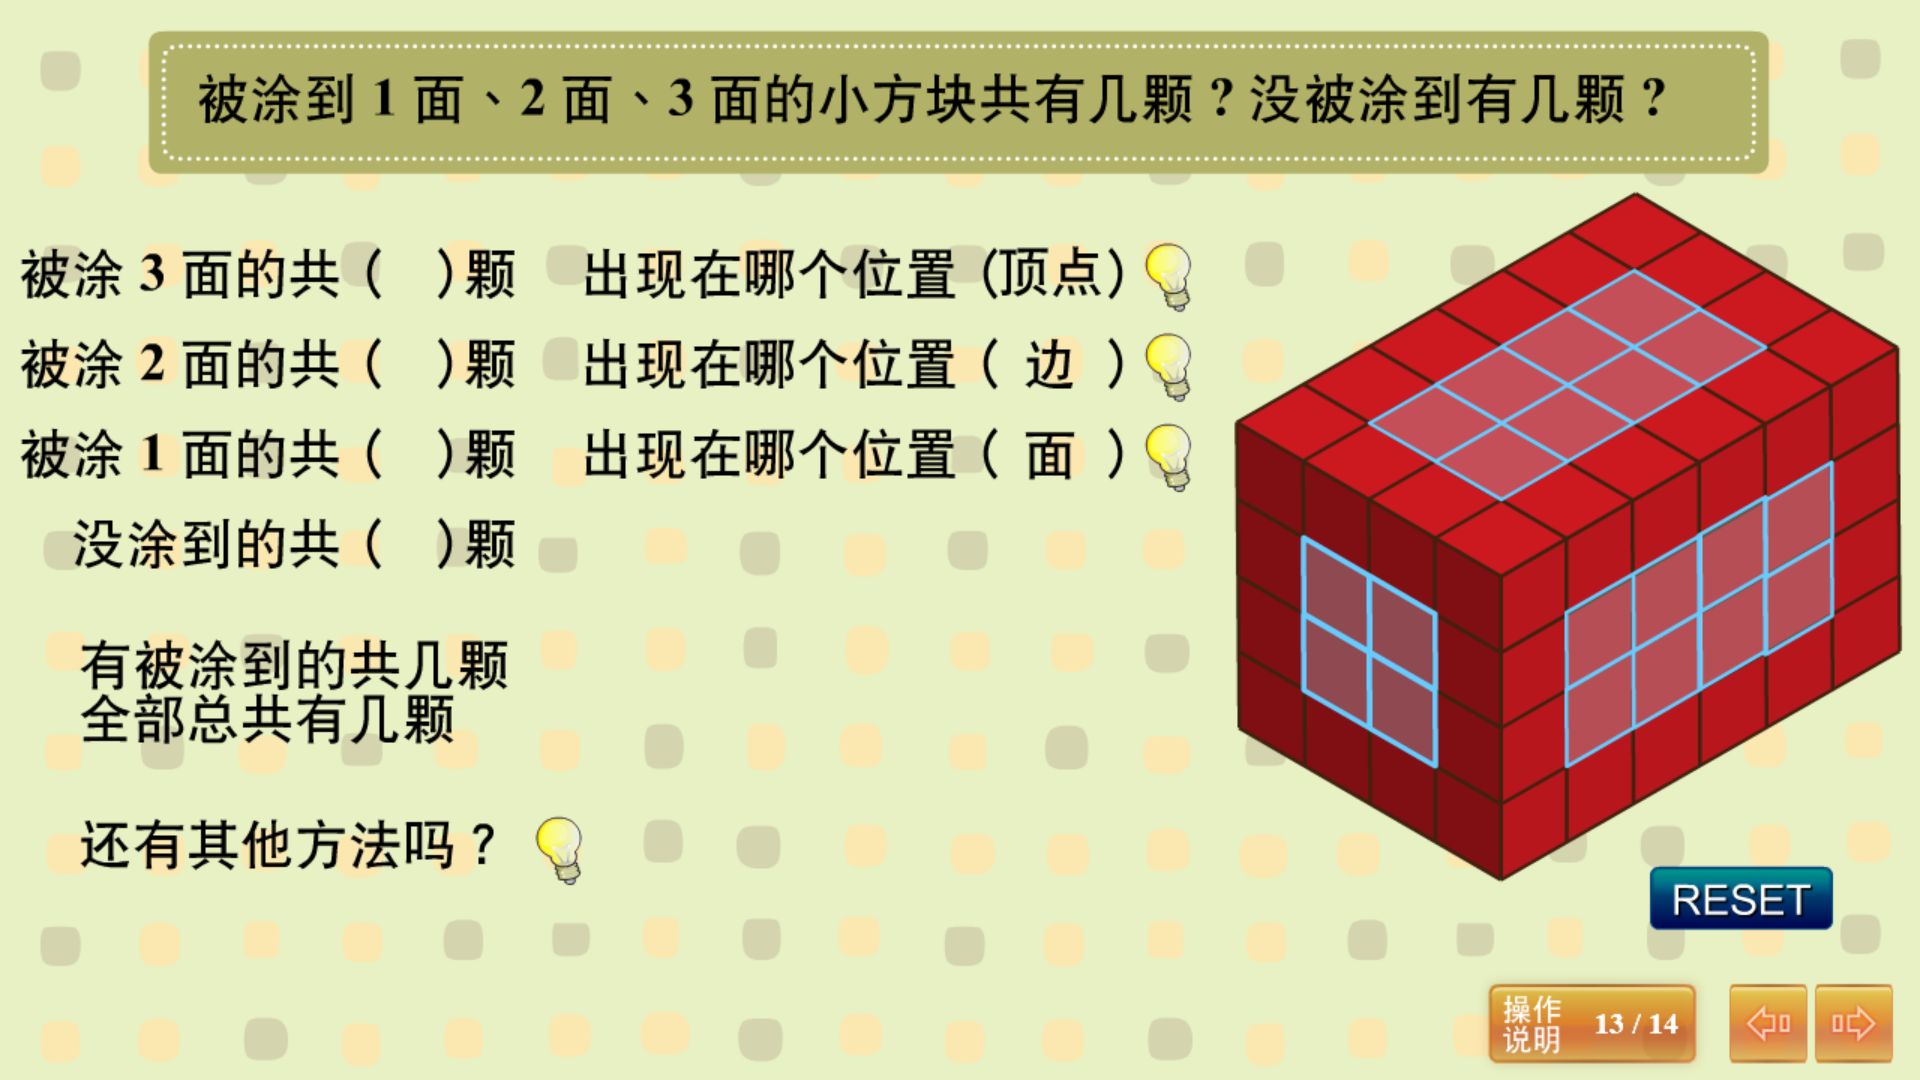 被涂到 1 面、2 面、3 面的小方块共有几颗？没被涂到有几颗？
被涂 3 面的共（　）颗　出现在哪个位置（顶点）
被涂 2 面的共（　）颗　出现在哪个位置（ 边 ）
被涂 1 面的共（　）颗　出现在哪个位置（ 面 ）
没涂到的共（　）颗
有被涂到的共几颗
全部总共有几颗
还有其他方法吗？
RESET
操作
说明
13 / 14